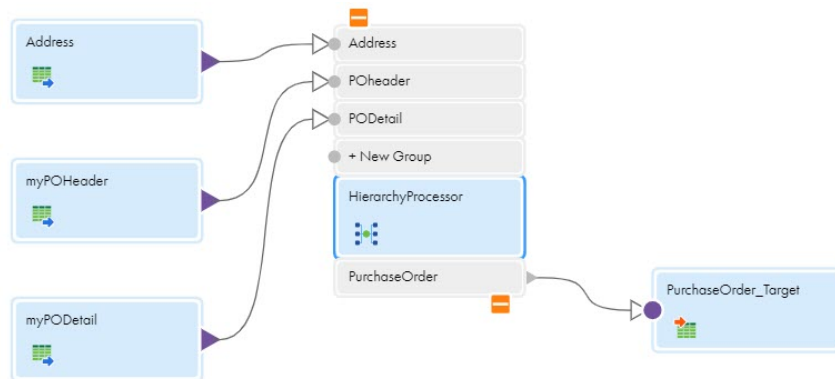 Address
Address
POheader
PODetail
+ New Group
myPOHeader
HierarchyProcessor
PurchaseOrder
PurchaseOrder_Target
myPODetail